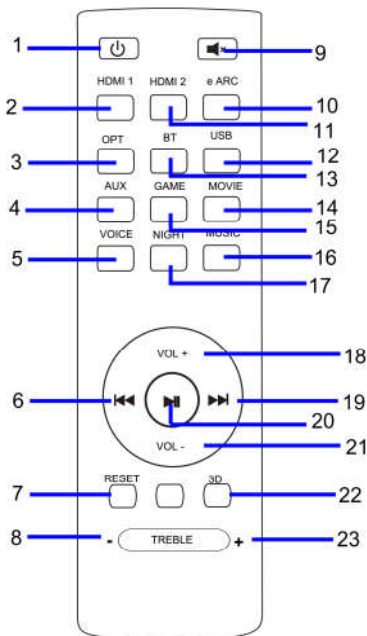 1 9
HDMI 1 HDMI 2 e ARC
2 10
11
OPT BT USB
3 12
13
AUX GAME MOVIE
4 14
15
VOICE NIGHT MUSIC
5 16
17
VOL + 18
6 19
20
VOL - 21
RESET 3D
7 22
8 - TREBLE + 23